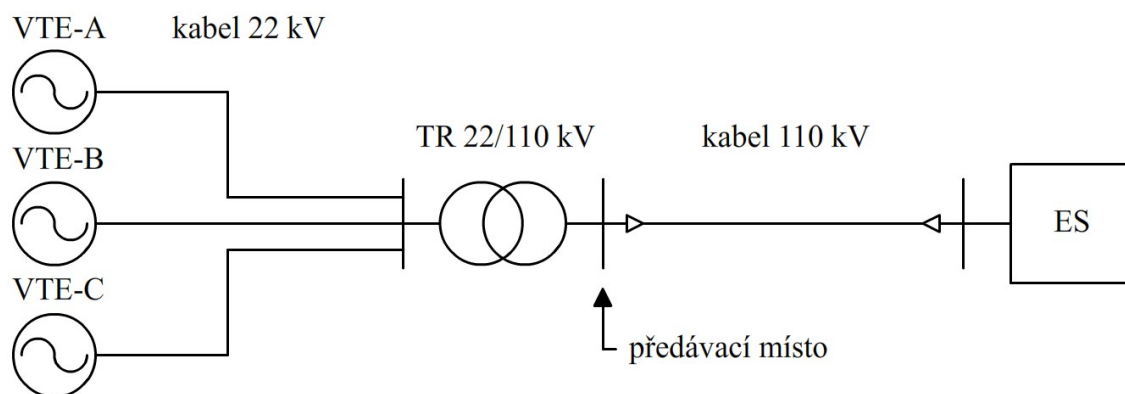 VTE-A
kabel 22 kV
VTE-B
TR 22/110 kV
kabel 110 kV
ES
VTE-C
předávací místo